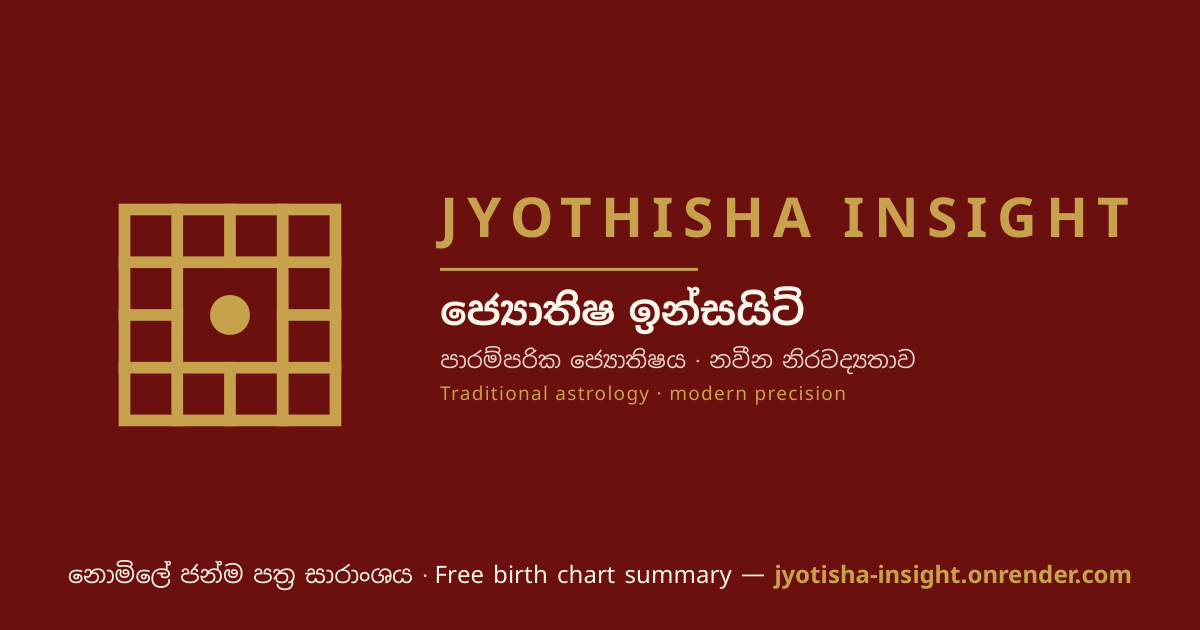 JYOTHISHA INSIGHT
ජ්‍යොතිෂ ඉන්සයිට්
පාරම්පරික ජ්‍යොතිෂය · නවීන නිරවද්‍යතාව
Traditional astrology · modern precision
නොමිලේ ජන්ම පත්‍ර සාරාංශය · Free birth chart summary — jyotisha-insight.onrender.com